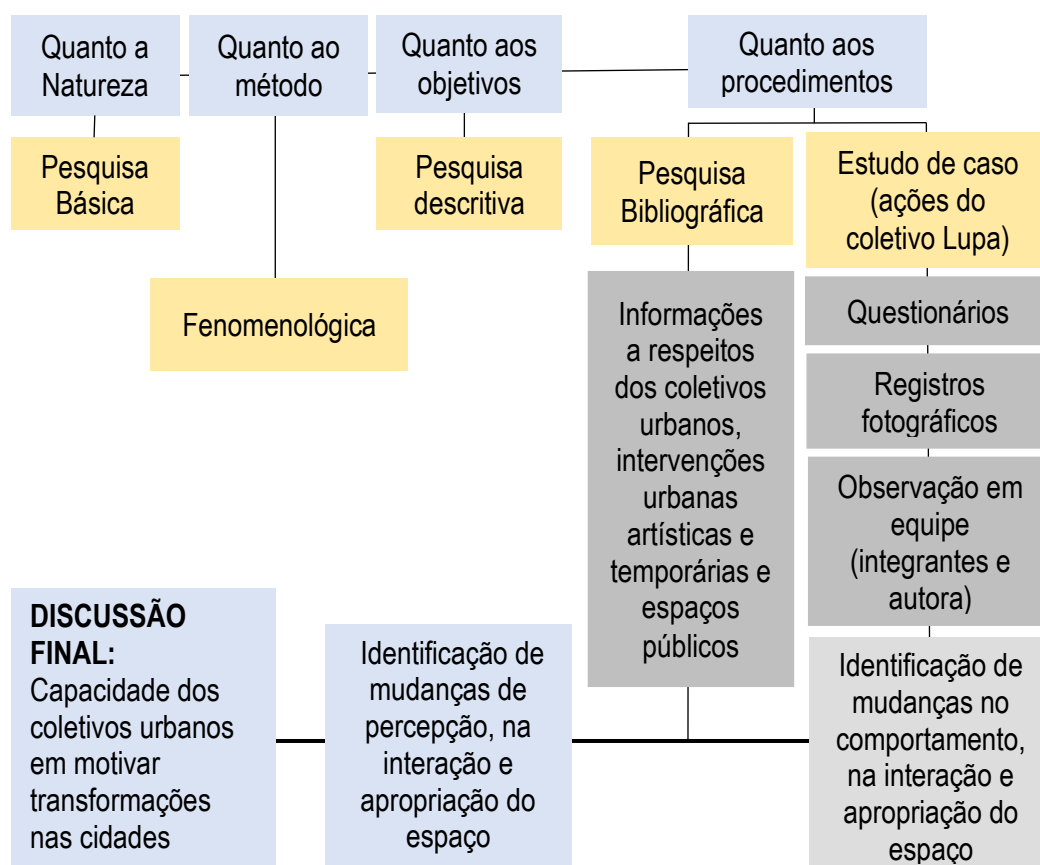 Quanto a
Natureza
Quanto ao
método
Quanto aos
objetivos
Quanto aos
procedimentos
Pesquisa
Básica
Fenomenológica
Pesquisa
descritiva
Pesquisa
Bibliográfica
Estudo de caso
(ações do
coletivo Lupa)
Informações
a respeitos
dos coletivos
urbanos,
intervenções
urbanas
artísticas e
temporárias e
espaços
públicos
Questionários
Registros
fotográficos
Observação em
equipe
(integrantes e
autora)
DISCUSSÃO
FINAL:
Capacidade dos
coletivos urbanos
em motivar
transformações
nas cidades
Identificação de
mudanças de
percepção, na
interação e
apropriação do
espaço
Identificação de
mudanças no
comportamento,
na interação e
apropriação do
espaço